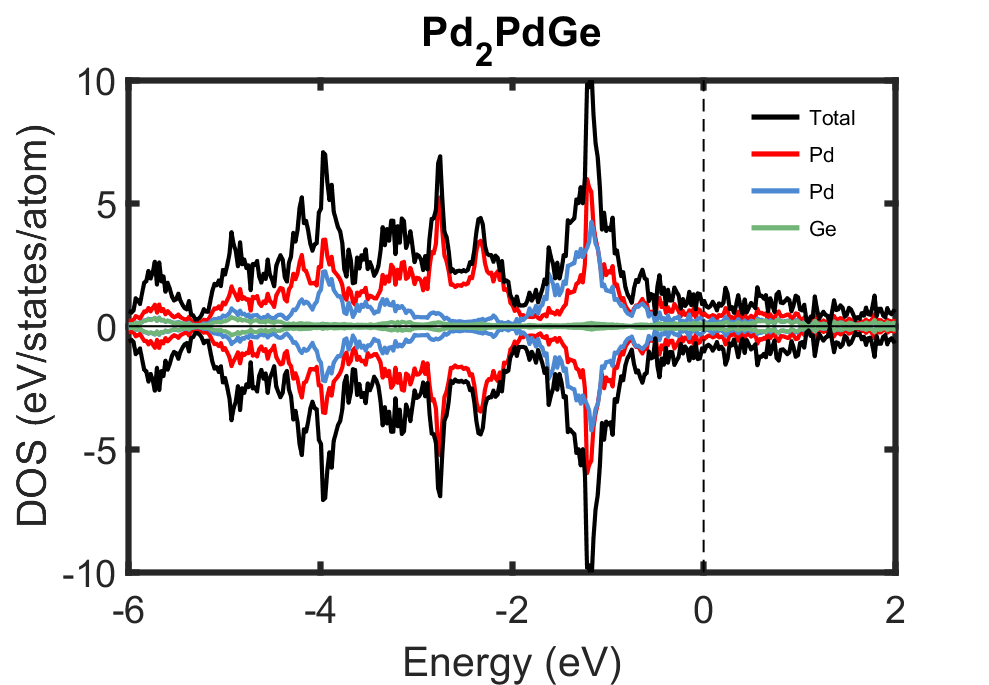 Pd2PdGe
10
5
0
-5
-10
DOS (eV/states/atom)
Total
Pd
Pd
Ge
-6 -4 -2 0 2
Energy (eV)